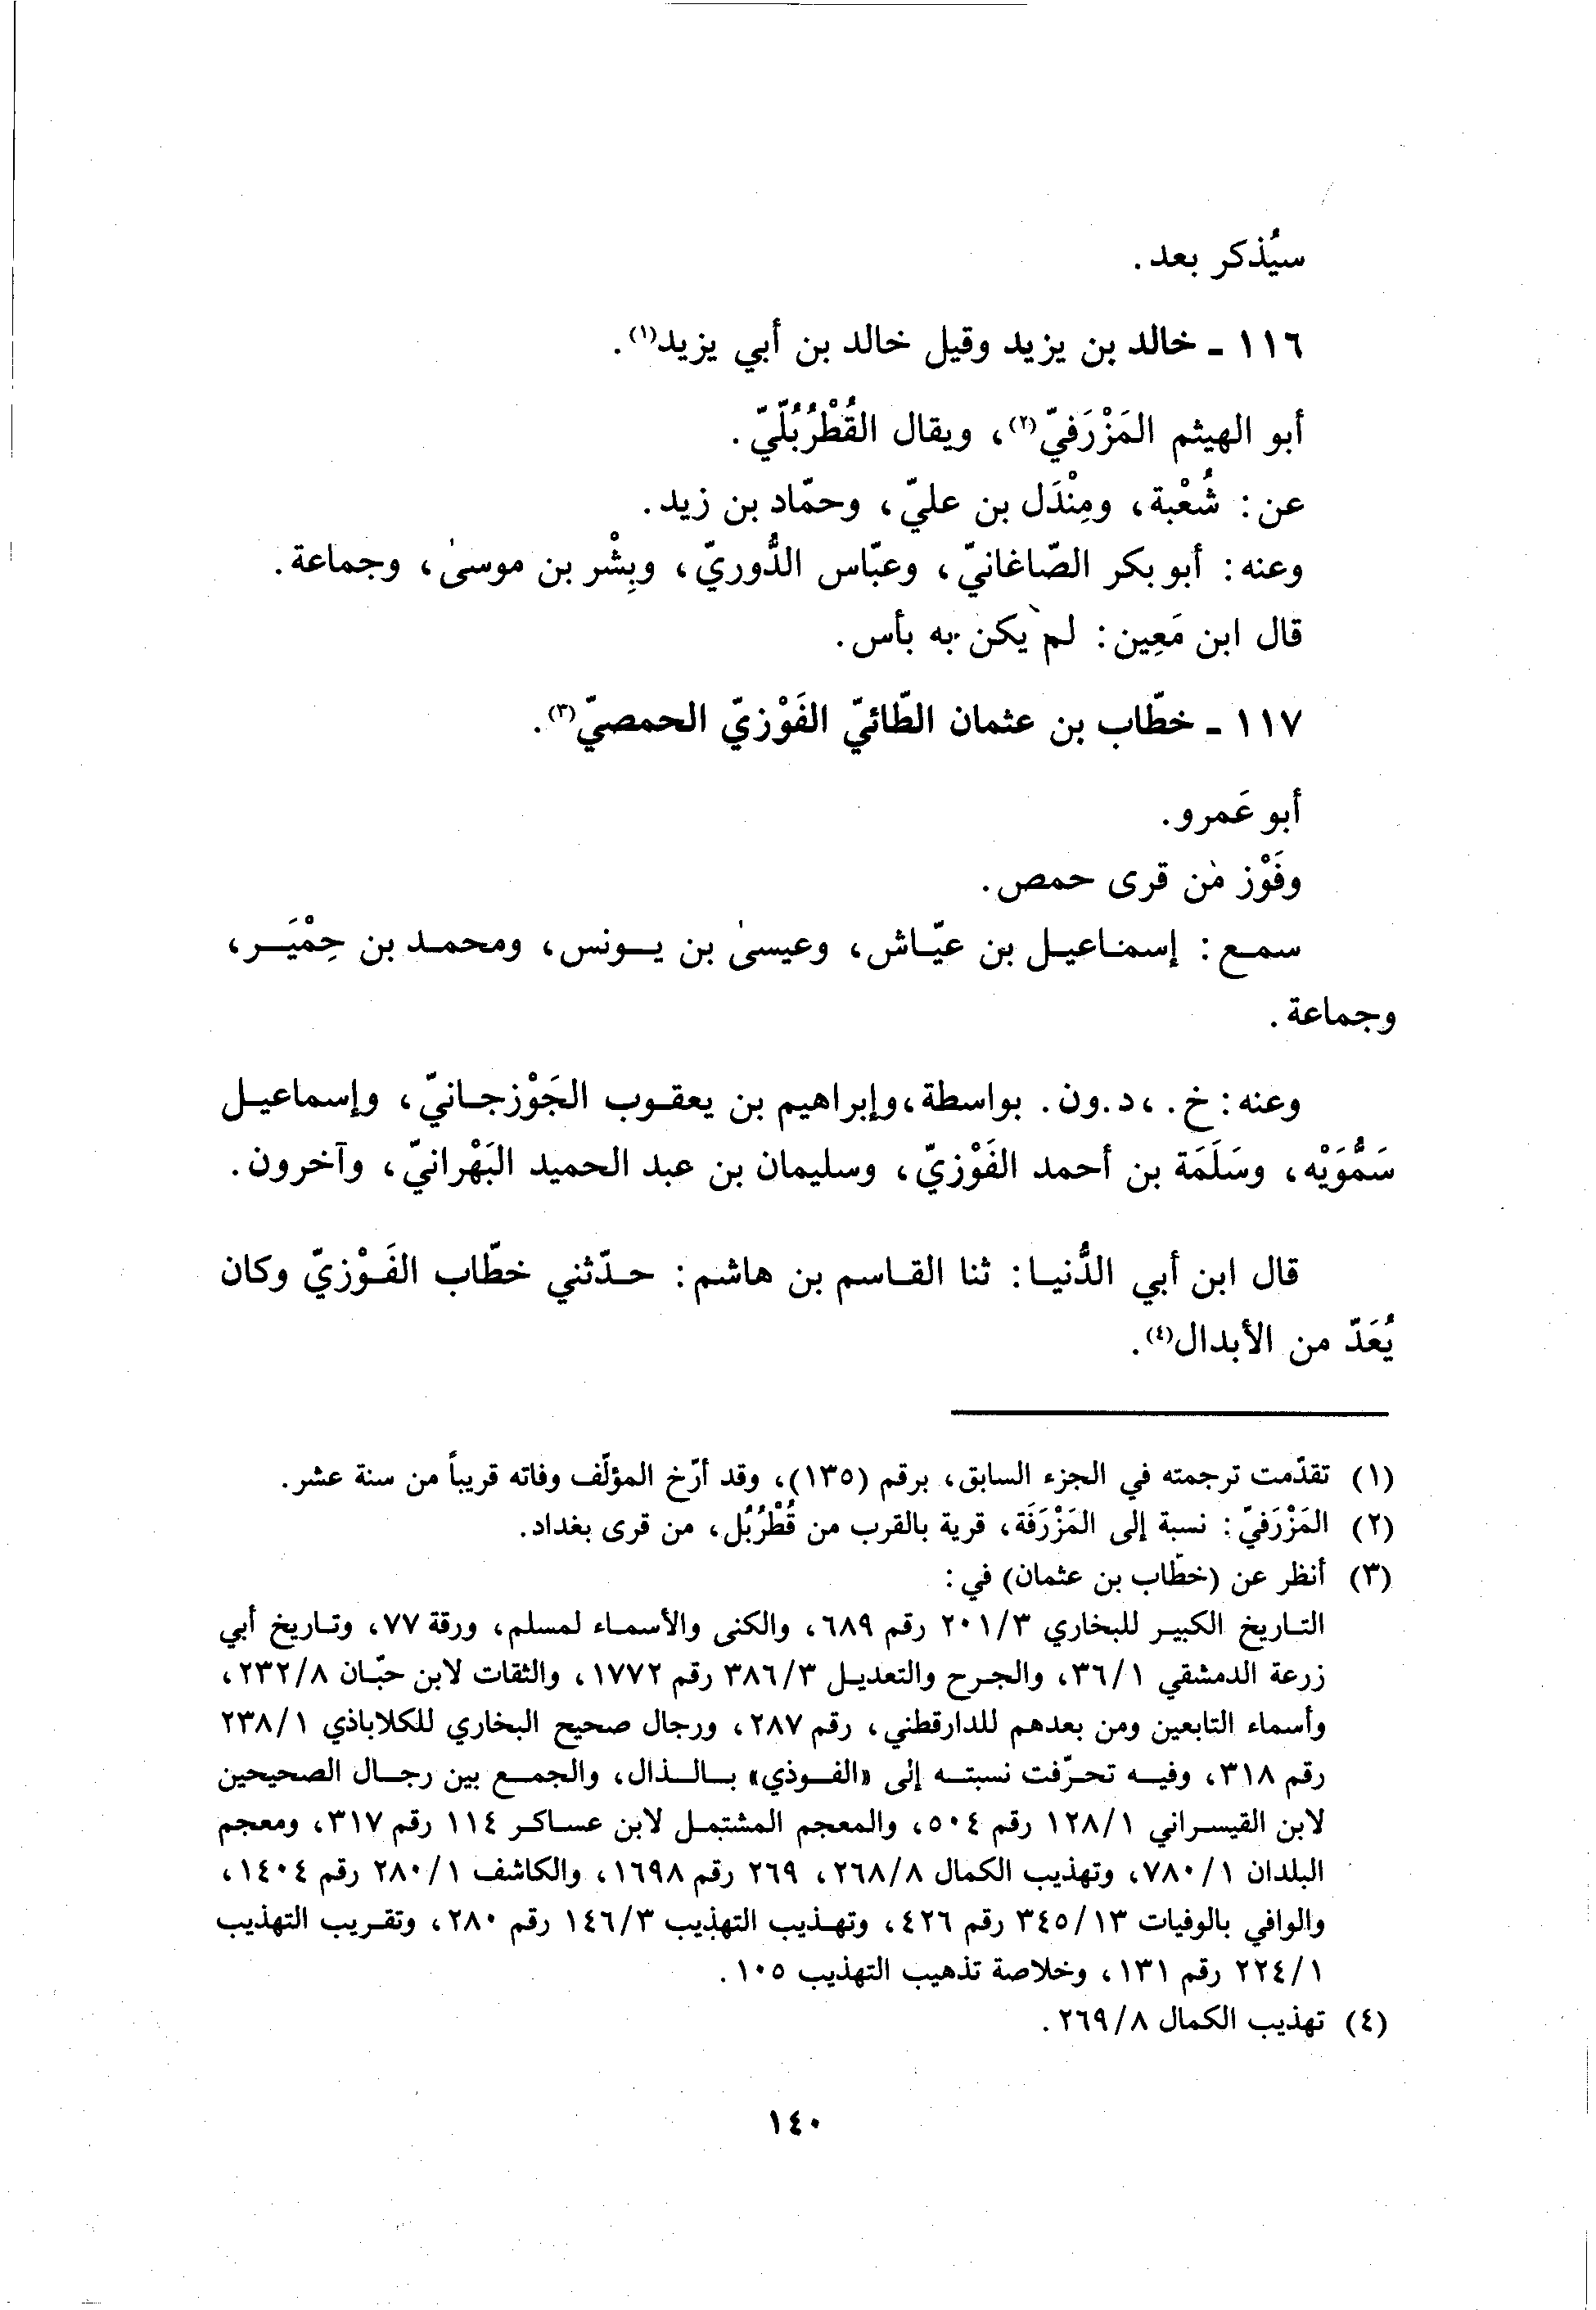 سيُذكر بعد.
١١٦ - خالد بن يزيد وقيل خالد بن أبي يزيد(١).
أبو الهيثم المَزْرَفيّ(٢)، ويقال القُطْرُبُلّيّ.
عن: شُعْبة، ومِنْدَل بن عليّ، وحمّاد بن زيد.
وعنه: أبو بكر الصّاغانيّ، وعبّاس الدُّوريّ، وبِشْر بن موسىٰ، وجماعة.
قال ابن مَعِين: لم يكن به بأس.
١١٧ - خطّاب بن عثمان الطّائيّ الفَوْزيّ الحمصيّ(٣).
أبو عَمرو.
وفَوْز من قرى حمص.
سمع: إسماعيل بن عيّاش، وعيسىٰ بن يونس، ومحمد بن حِمْيَر،
وجماعة.
وعنه: خ.، د. ون. بواسطة، وإبراهيم بن يعقوب الجَوْزجانيّ، وإسماعيل
سَمُّوَيْه، وسَلَمَة بن أحمد الفَوْزيّ، وسليمان بن عبد الحميد البَهْرانيّ، وآخرون.
قال ابن أبي الدُّنيا: ثنا القاسم بن هاشم: حدّثني خطّاب الفَوْزيّ وكان
يُعَدّ من الأبدال(٤).
(١) تقدّمت ترجمته في الجزء السابق، برقم (١٣٥)، وقد أرّخ المؤلّف وفاته قريباً من سنة عشر.
(٢) المَزْرَفيّ: نسبة إلى المَزْرَفَة، قرية بالقرب من قُطْرُبُل، من قرى بغداد.
(٣) أنظر عن (خطّاب بن عثمان) في:
التاريخ الكبير للبخاري ٢٠١/٣ رقم ٦٨٩، والكنى والأسماء لمسلم، ورقة ٧٧، وتاريخ أبي
زرعة الدمشقي ٣٦/١، والجرح والتعديل ٣٨٦/٣ رقم ١٧٧٢، والثقات لابن حبّان ٢٣٢/٨،
وأسماء التابعين ومن بعدهم للدارقطني، رقم ٢٨٧، ورجال صحيح البخاري للكلاباذي ٢٣٨/١
رقم ٣١٨، وفيه تحرّفت نسبته إلى «الفوذي» بالذال، والجمع بين رجال الصحيحين
لابن القيسراني ١٢٨/١ رقم ٥٠٤، والمعجم المشتمل لابن عساكر ١١٤ رقم ٣١٧، ومعجم
البلدان ٧٨٠/١، وتهذيب الكمال ٢٦٨/٨، ٢٦٩ رقم ١٦٩٨، والكاشف ٢٨٠/١ رقم ١٤٠٤،
والوافي بالوفيات ٣٤٥/١٣ رقم ٤٢٦، وتهذيب التهذيب ١٤٦/٣ رقم ٢٨٠، وتقريب التهذيب
٢٢٤/١ رقم ١٣١، وخلاصة تذهيب التهذيب ١٠٥.
(٤) تهذيب الكمال ٢٦٩/٨.
١٤٠